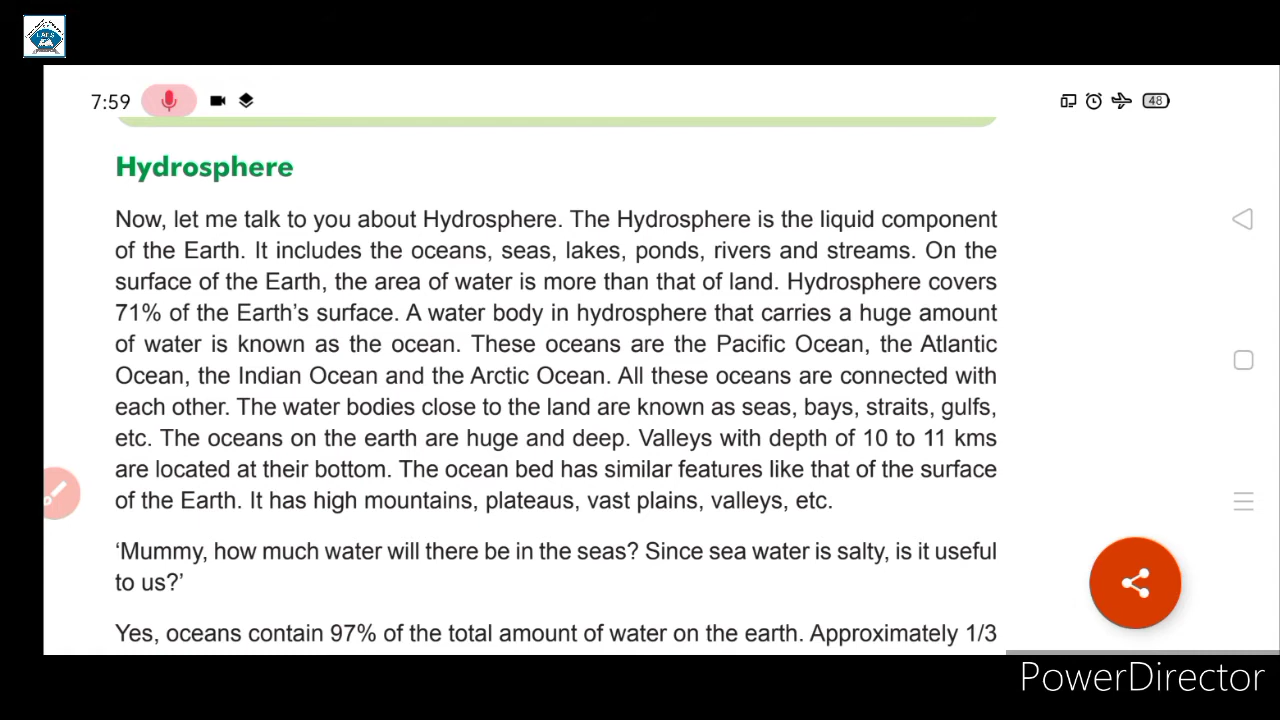 7:59
48
Hydrosphere
Now, let me talk to you about Hydrosphere. The Hydrosphere is the liquid component
of the Earth. It includes the oceans, seas, lakes, ponds, rivers and streams. On the
surface of the Earth, the area of water is more than that of land. Hydrosphere covers
71% of the Earth's surface. A water body in hydrosphere that carries a huge amount
of water is known as the ocean. These oceans are the Pacific Ocean, the Atlantic
Ocean, the Indian Ocean and the Arctic Ocean. All these oceans are connected with
each other. The water bodies close to the land are known as seas, bays, straits, gulfs,
etc. The oceans on the earth are huge and deep. Valleys with depth of 10 to 11 kms
are located at their bottom. The ocean bed has similar features like that of the surface
of the Earth. It has high mountains, plateaus, vast plains, valleys, etc.
‘Mummy, how much water will there be in the seas? Since sea water is salty, is it useful
to us?’
Yes, oceans contain 97% of the total amount of water on the earth. Approximately 1/3
PowerDirector